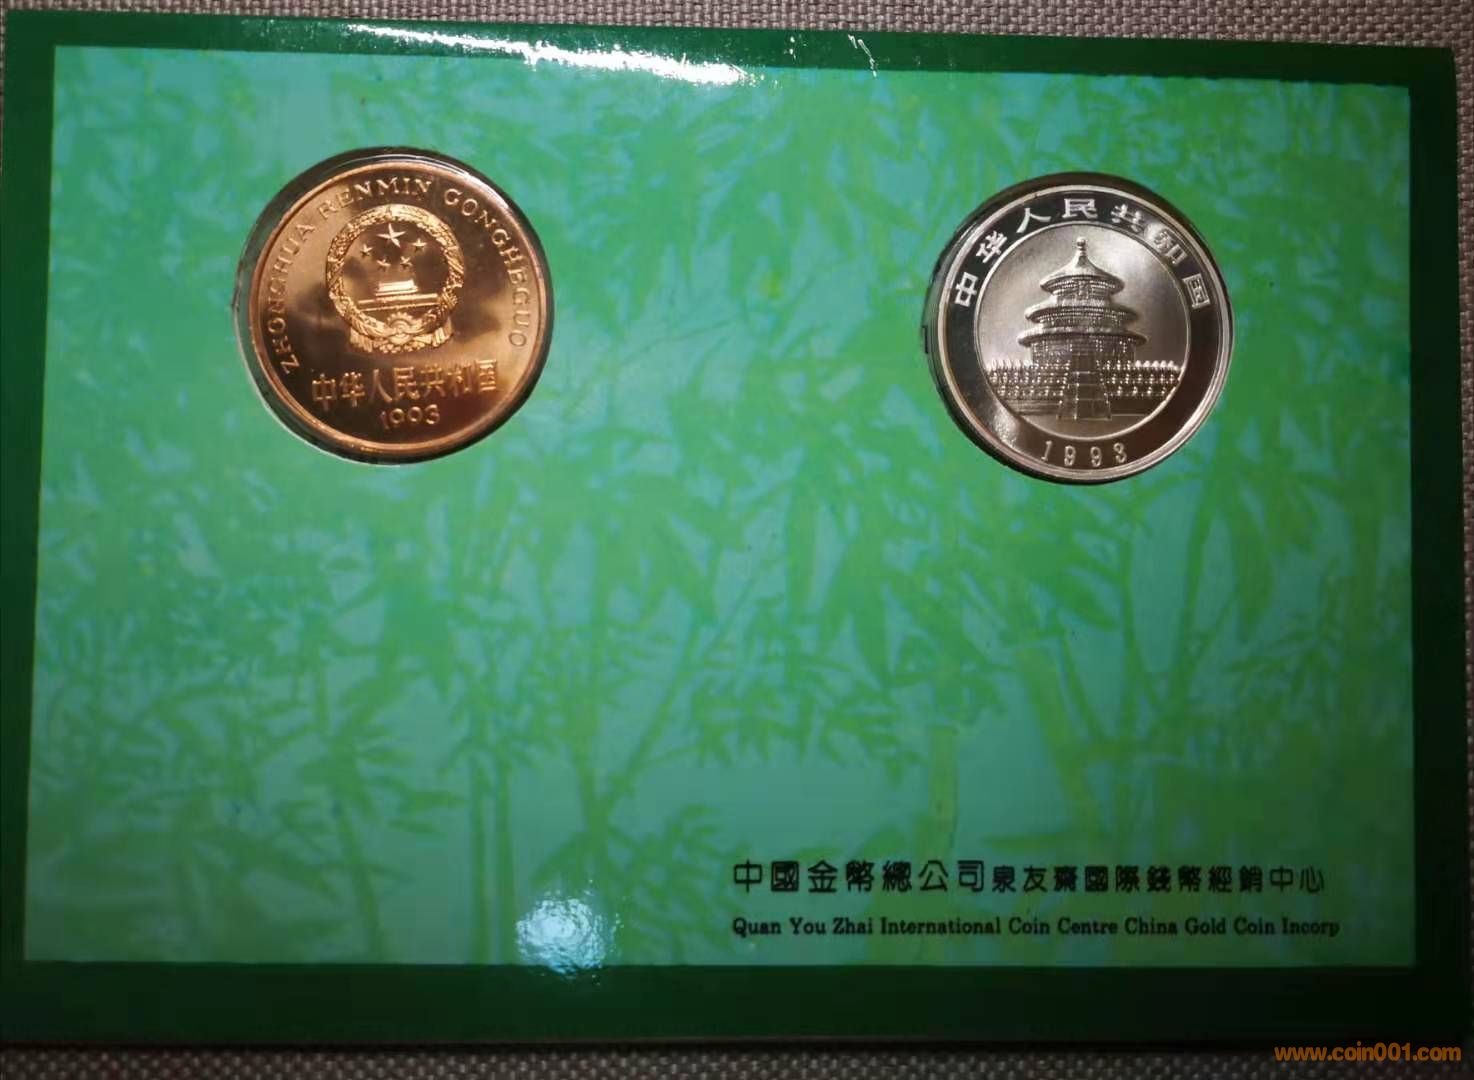 ZHONGHUA RENMIN GONGHEGUO
中华人民共和国
1993
中华人民共和国
1993
中國金幣總公司泉友齋國際錢幣經銷中心
Quan You Zhai International Coin Centre China Gold Coin Incorp
www.coin001.com